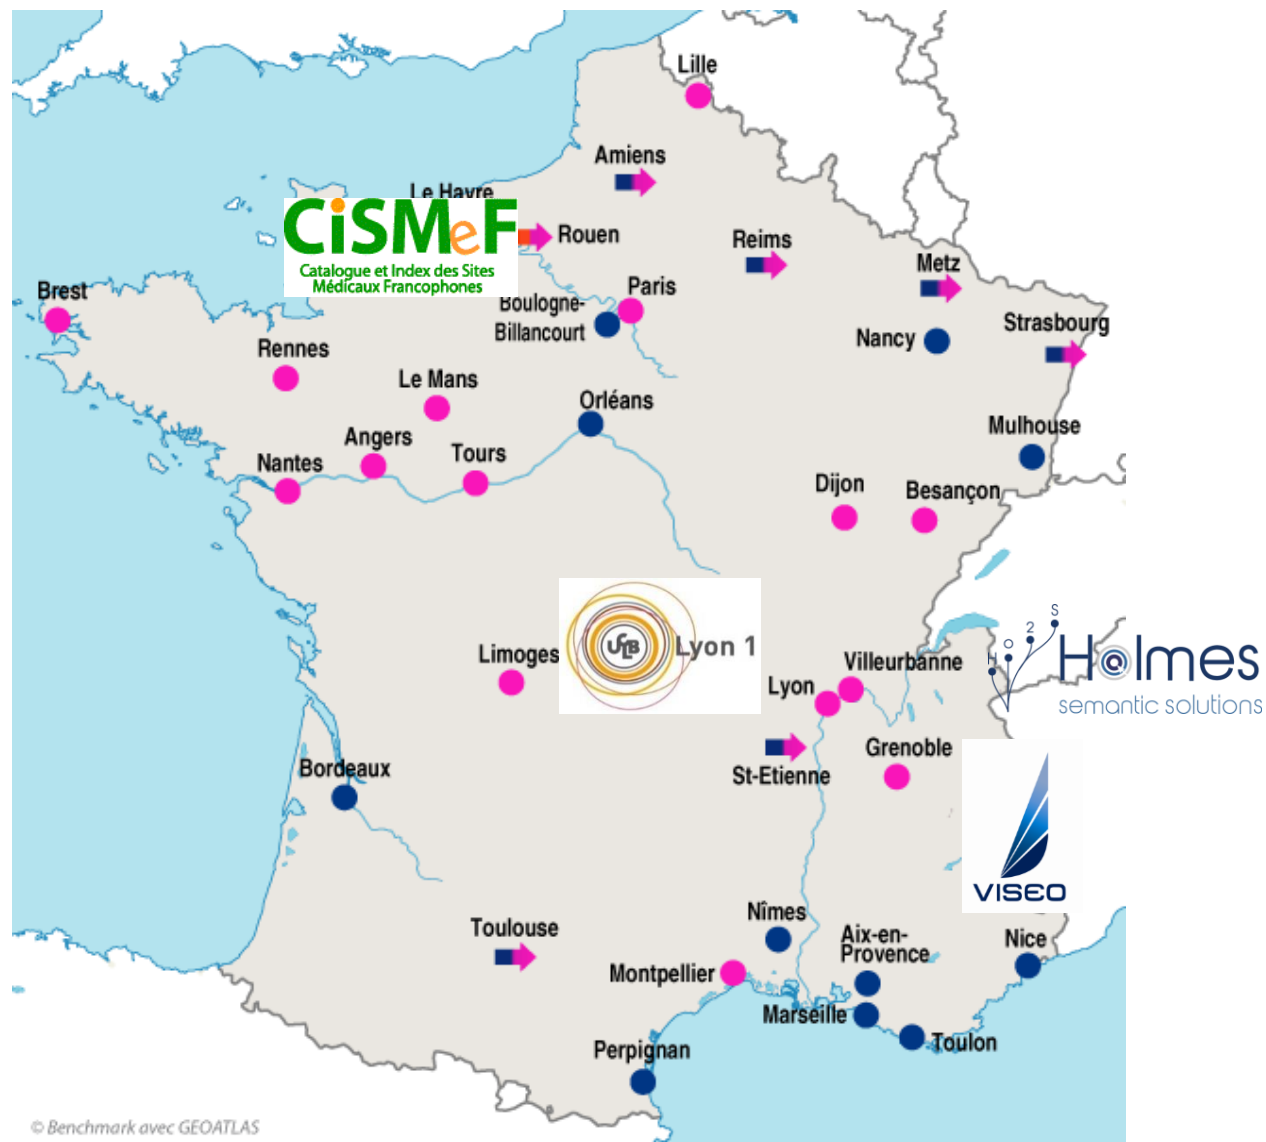 Lille
Amiens
Le Havre
CiSMeF
Catalogue et Index des Sites
Médicaux Francophones
Rouen
Reims
Metz
Brest
Paris
Boulogne-
Billancourt
Strasbourg
Nancy
Rennes
Le Mans
Orléans
Mulhouse
Angers
Tours
Nantes
Dijon
Besançon
UCLB
Lyon 1
HO2S
Holmes
semantic solutions
Limoges
Villeurbanne
Lyon
Grenoble
St-Etienne
Bordeaux
VISEO
Nîmes
Toulouse
Aix-en-
Provence
Nice
Montpellier
Marseille
Toulon
Perpignan
© Benchmark avec GEOATLAS